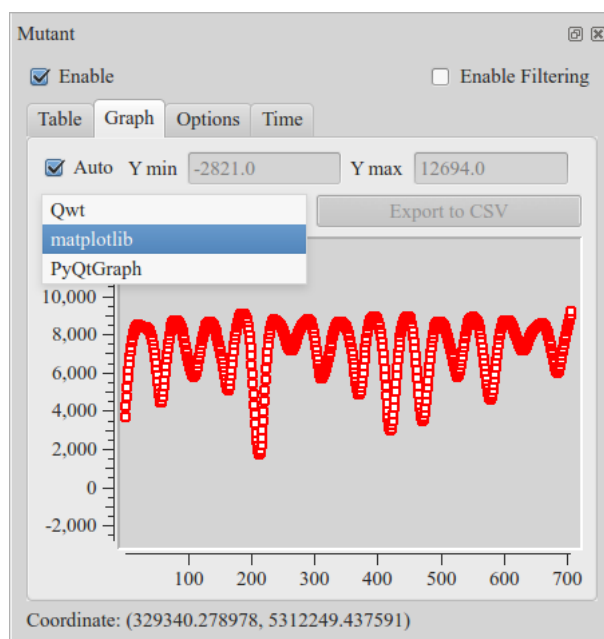 Mutant
Enable Enable Filtering
Table Graph Options Time
Auto Y min -2821.0 Y max 12694.0
Qwt Export to CSV
matplotlib
PyQtGraph
10,000
8,000
6,000
4,000
2,000
0
-2,000
100 200 300 400 500 600 700
Coordinate: (329340.278978, 5312249.437591)